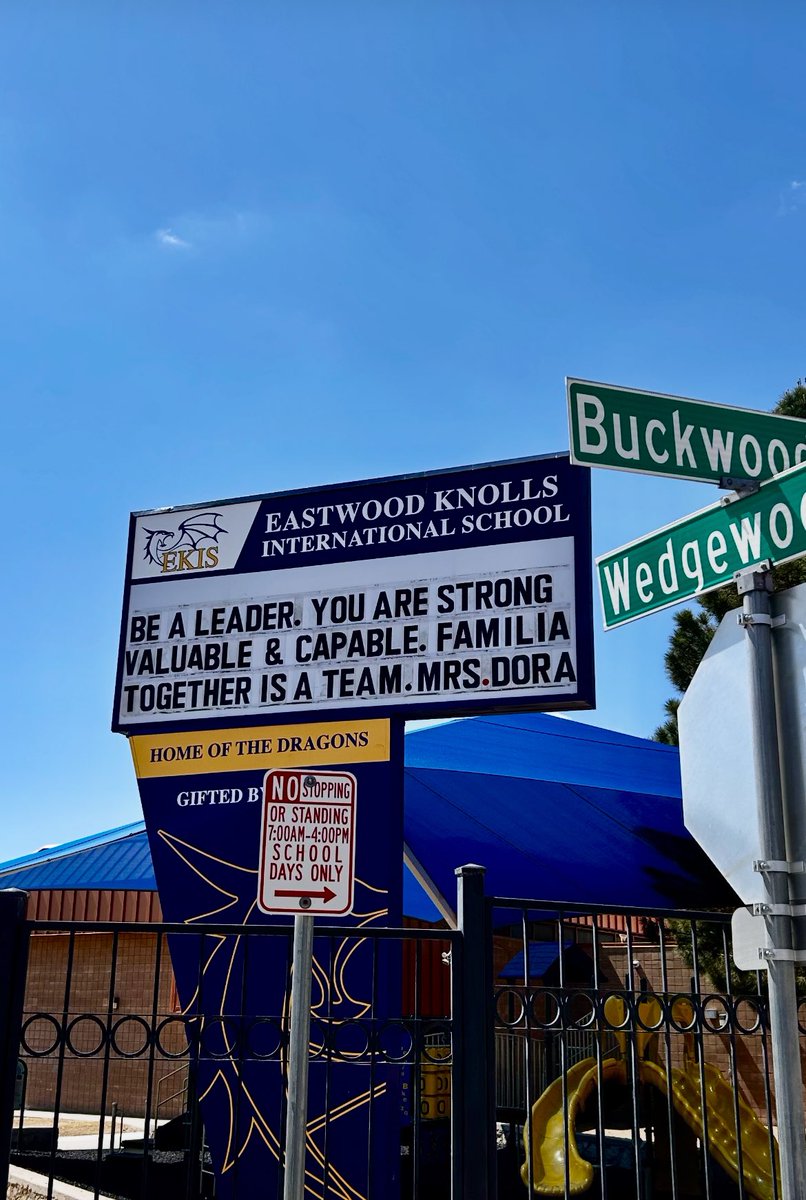 Buckwoo
Wedgewoo
EKIS
EASTWOOD KNOLLS
INTERNATIONAL SCHOOL
BE A LEADER. YOU ARE STRONG
VALUABLE & CAPABLE. FAMILIA
TOGETHER IS A TEAM. MRS. DORA
HOME OF THE DRAGONS
GIFTED BY
NO STOPPING
OR STANDING
7:00AM-4:00PM
SCHOOL
DAYS ONLY